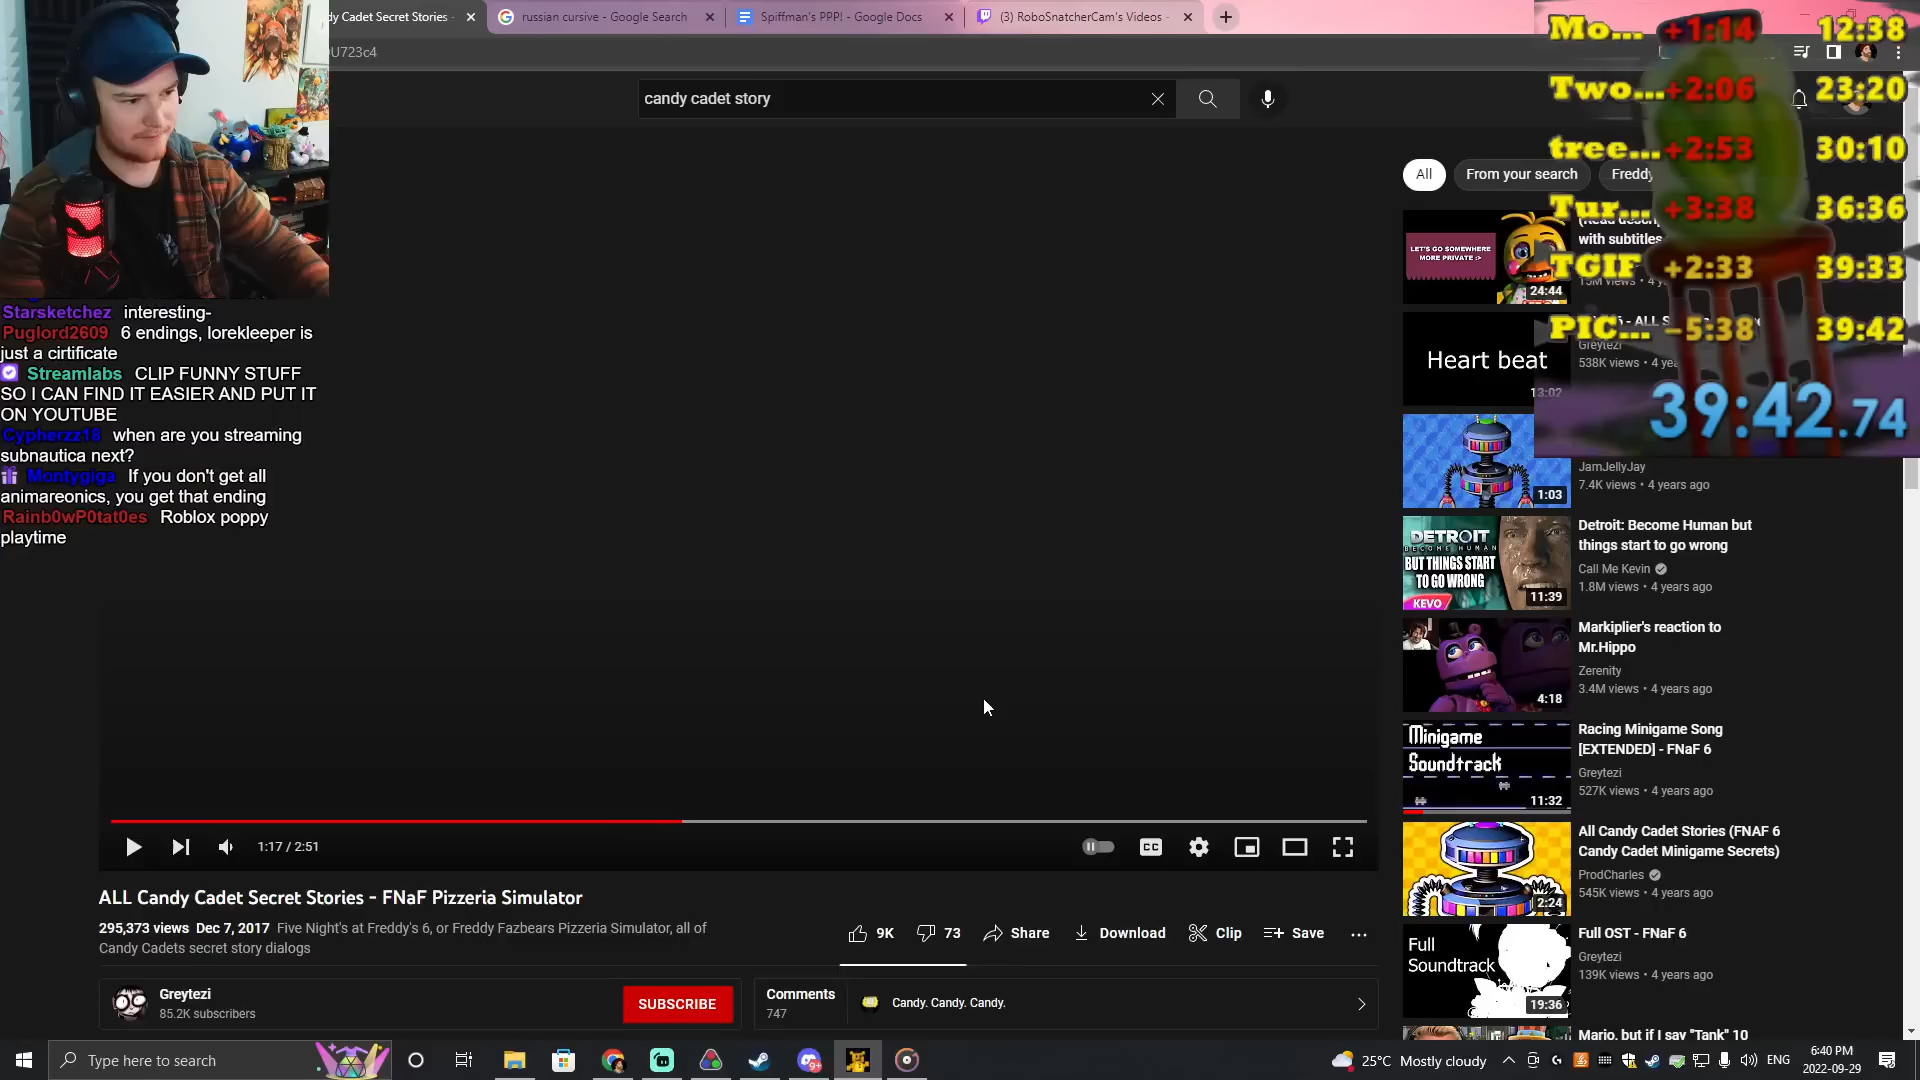 dy Cadet Secret Stories -
russian cursive - Google Search
Spiffman's PPP! - Google Docs
(3) RoboSnatcherCam's Videos -
U723c4
candy cadet story
Mo... +1:14 12:38
Two... +2:06 23:20
tree... +2:53 30:10
Tur... +3:38 36:36
TGIF +2:33 39:33
PIC... -5:38 39:42
39:42.74
Starsketchez interesting-
Puglord2609 6 endings, lorekleeper is
just a cirtificate
Streamlabs CLIP FUNNY STUFF
SO I CAN FIND IT EASIER AND PUT IT
ON YOUTUBE
Cypherzz18 when are you streaming
subnautica next?
Montygiga If you don't get all
animareonics, you get that ending
Rainb0wP0tat0es Roblox poppy
playtime
All
From your search
Freddy
LET'S GO SOMEWHERE
MORE PRIVATE :>
24:44
with subtitles
Heart beat
13:02
Greytezi
538K views • 4 yea
1:03
JamJellyJay
7.4K views • 4 years ago
DETROIT
BECOME HUMAN
BUT THINGS START
TO GO WRONG
KEVO
11:39
Detroit: Become Human but
things start to go wrong
Call Me Kevin
1.8M views • 4 years ago
4:18
Markiplier's reaction to
Mr.Hippo
Zerenity
3.4M views • 4 years ago
Minigame
Soundtrack
11:32
Racing Minigame Song
[EXTENDED] - FNaF 6
Greytezi
527K views • 4 years ago
2:24
All Candy Cadet Stories (FNAF 6
Candy Cadet Minigame Secrets)
ProdCharles
545K views • 4 years ago
Full
Soundtrack
19:36
Full OST - FNaF 6
Greytezi
139K views • 4 years ago
Mario, but if I say "Tank" 10
1:17 / 2:51
CC
ALL Candy Cadet Secret Stories - FNaF Pizzeria Simulator
295,373 views Dec 7, 2017 Five Night's at Freddy's 6, or Freddy Fazbears Pizzeria Simulator, all of
Candy Cadets secret story dialogs
9K
73
Share
Download
Clip
Save
Greytezi
85.2K subscribers
SUBSCRIBE
Comments
747
Candy. Candy. Candy.
Type here to search
9+
25°C Mostly cloudy
ENG
6:40 PM
2022-09-29